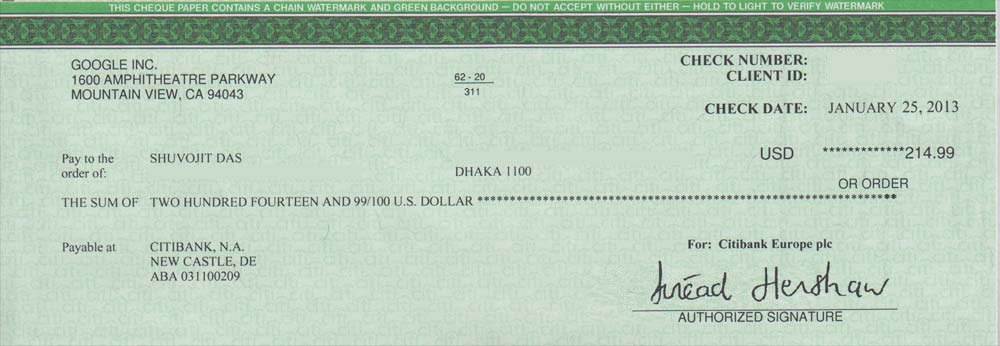 THIS CHEQUE PAPER CONTAINS A CHAIN WATERMARK AND GREEN BACKGROUND — DO NOT ACCEPT WITHOUT EITHER — HOLD TO LIGHT TO VERIFY WATERMARK
GOOGLE INC.
1600 AMPHITHEATRE PARKWAY
MOUNTAIN VIEW, CA 94043
62 - 20
311
CHECK NUMBER:
CLIENT ID:
CHECK DATE: JANUARY 25, 2013
Pay to the order of: SHUVOJIT DAS
DHAKA 1100
USD *************214.99
OR ORDER
THE SUM OF TWO HUNDRED FOURTEEN AND 99/100 U.S. DOLLAR ****************************************************************
Payable at CITIBANK, N.A.
NEW CASTLE, DE
ABA 031100209
For: Citibank Europe plc
Hershaw
AUTHORIZED SIGNATURE